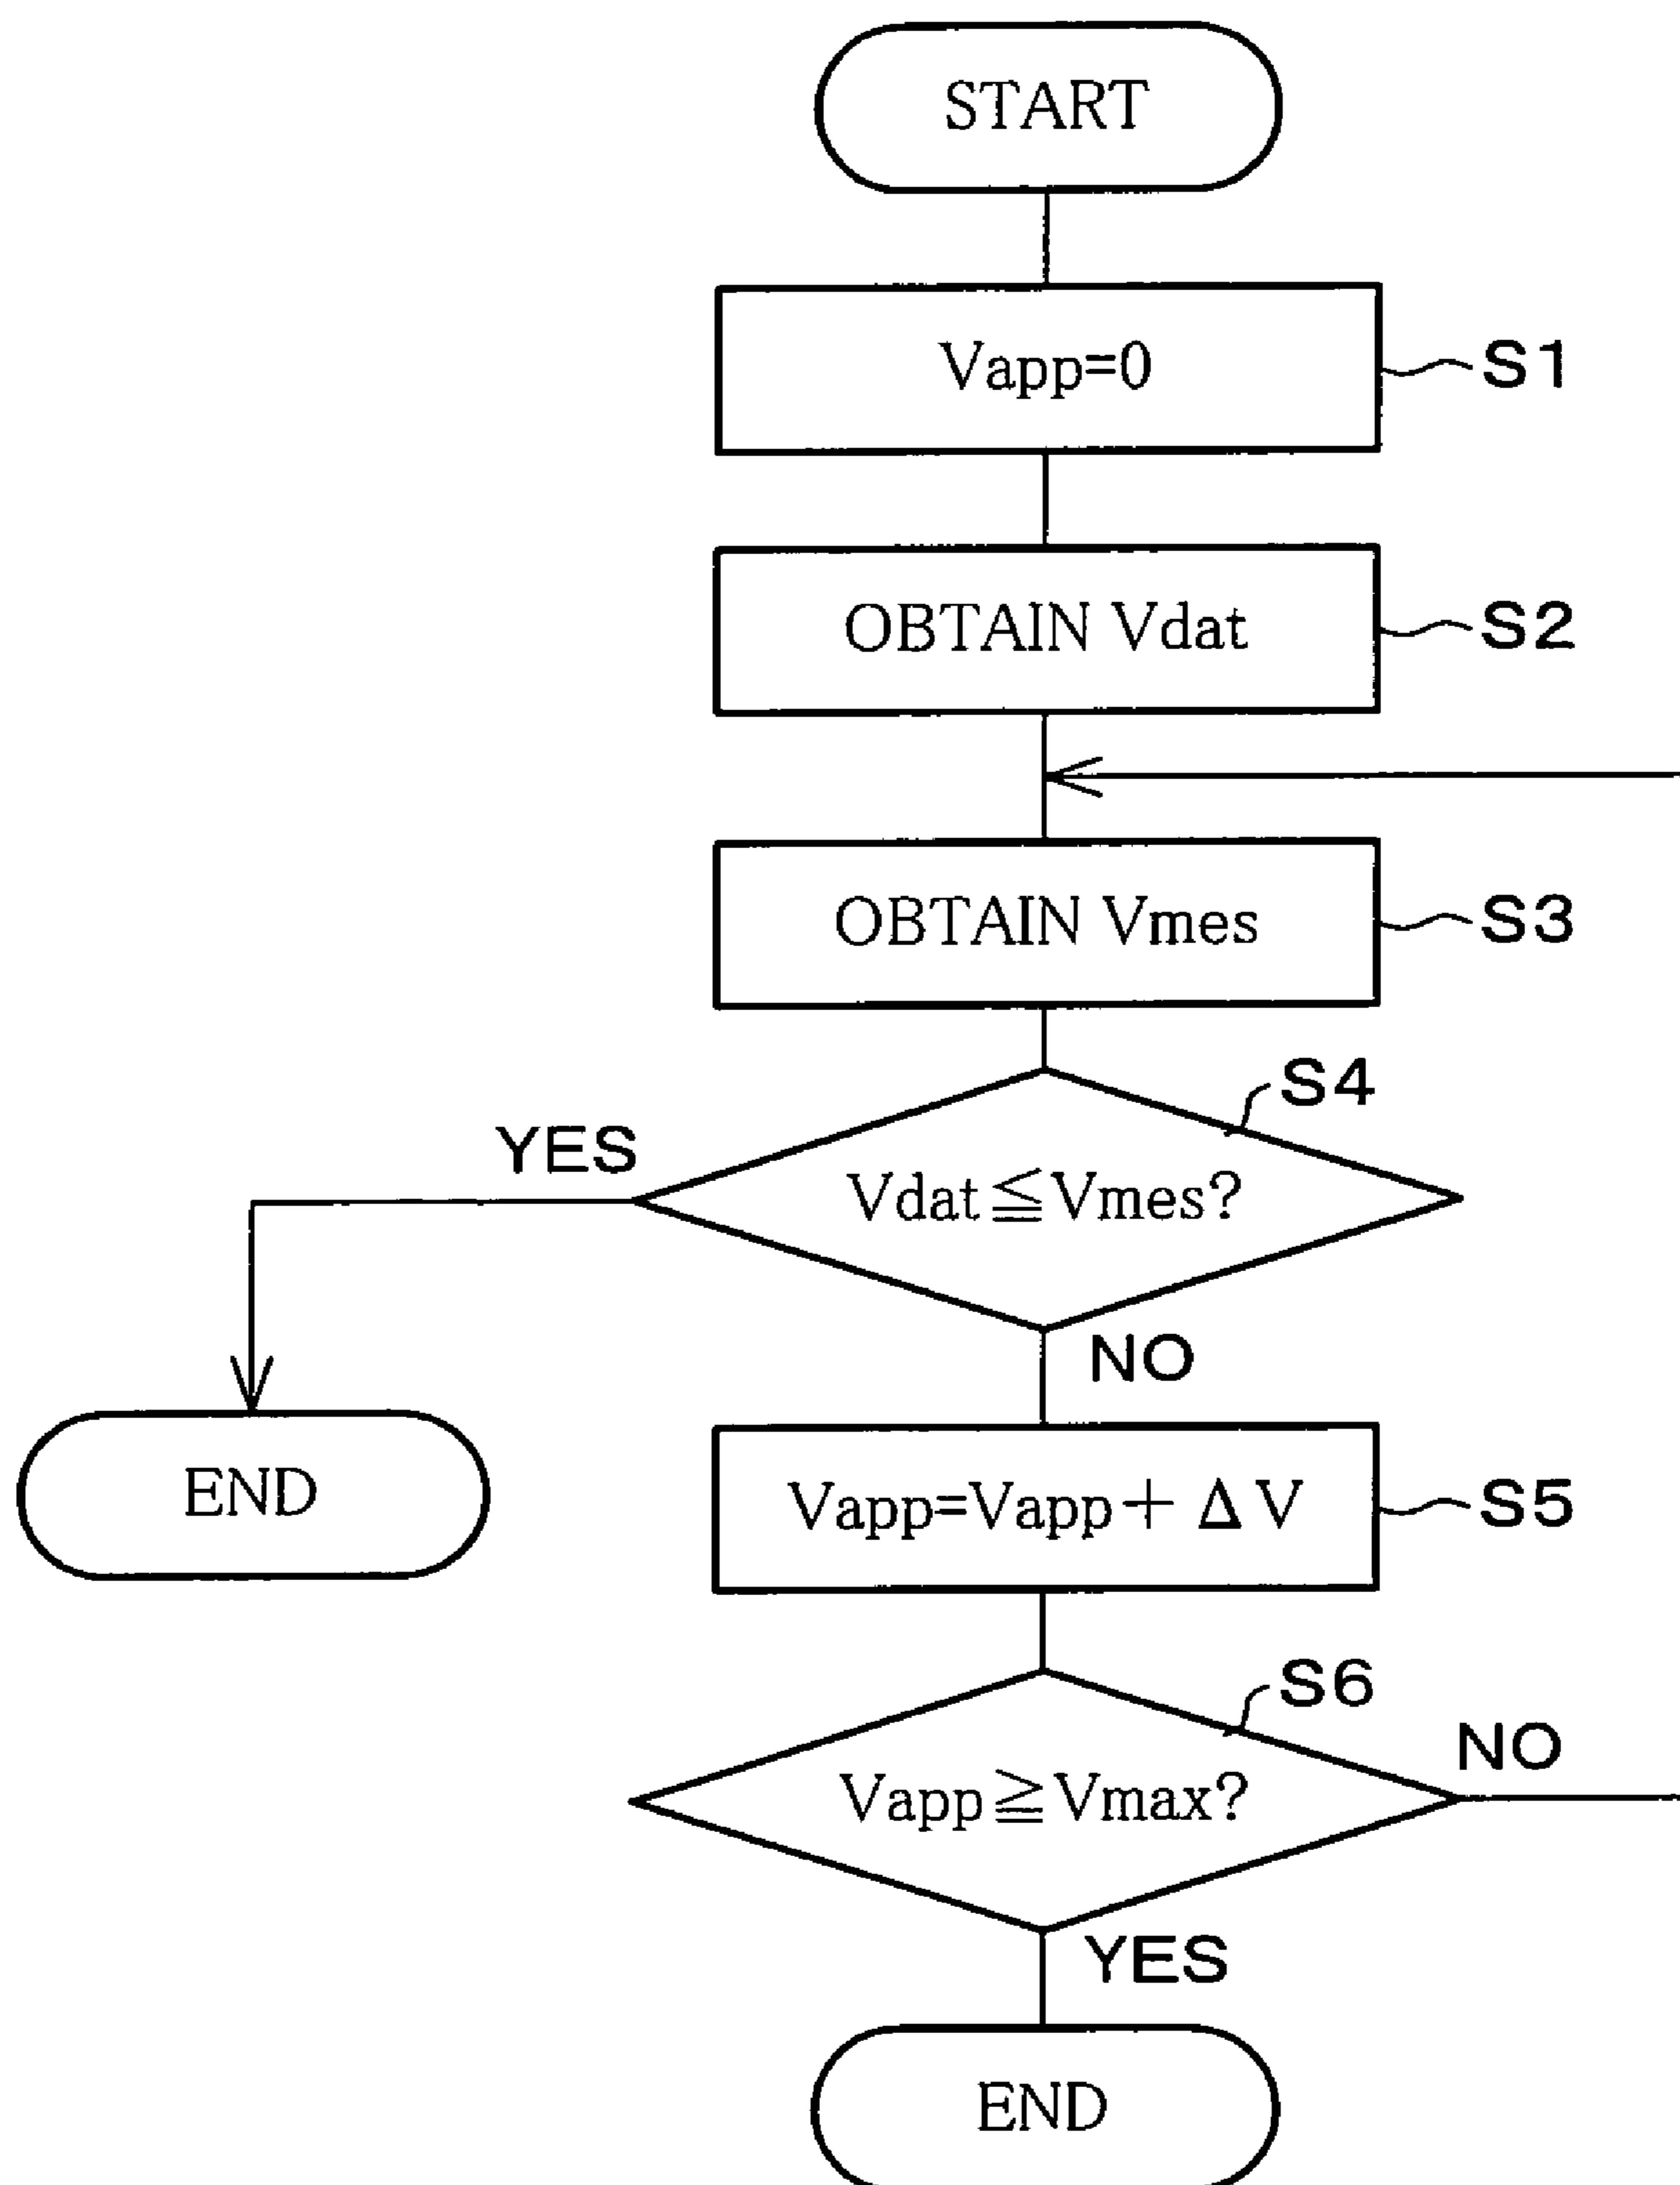 START
Vapp=0 S1
OBTAIN Vdat S2
OBTAIN Vmes S3
S4
YES
Vdat≦Vmes?
NO
END
Vapp=Vapp+ΔV S5
S6
NO
Vapp≧Vmax?
YES
END